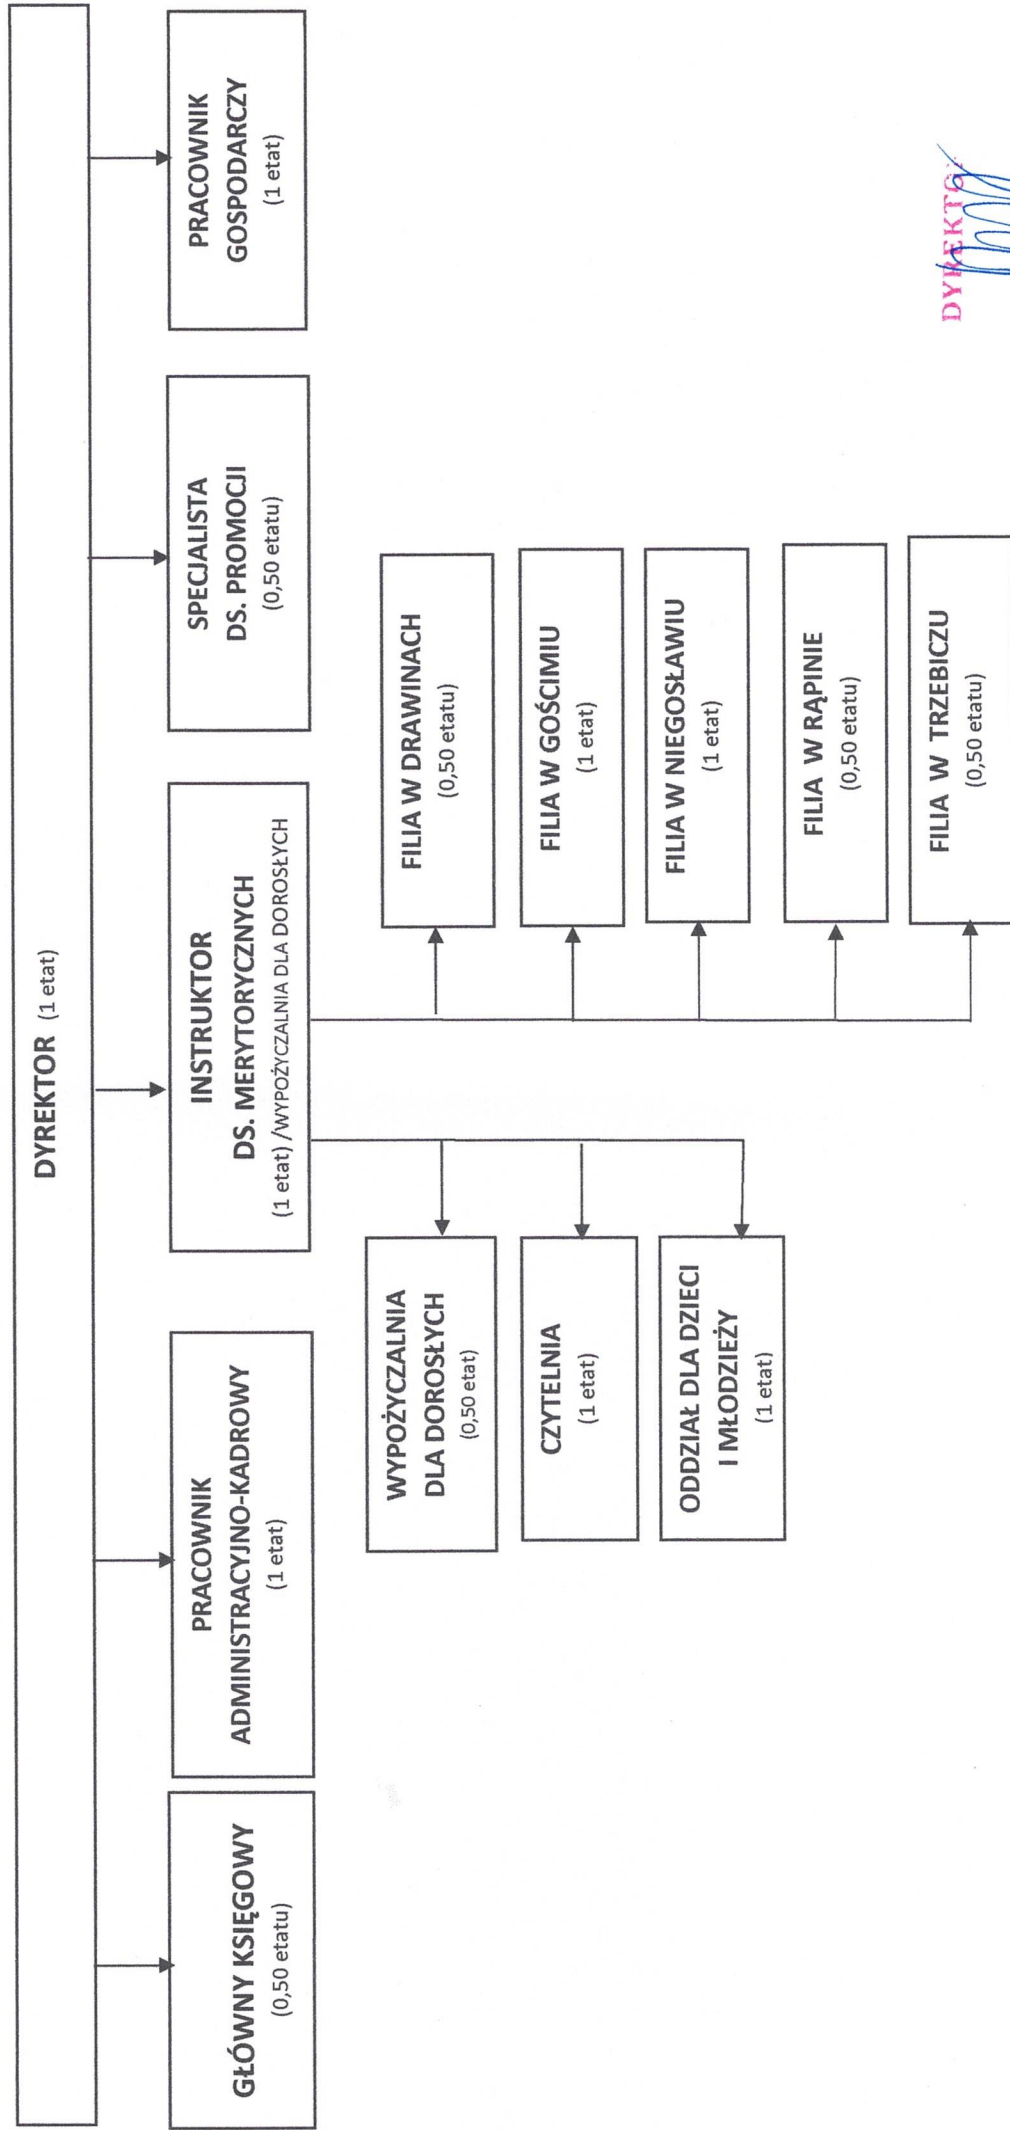 DYREKTOR (1 etat)
GŁÓWNY KSIĘGOWY
(0,50 etatu)
PRACOWNIK
ADMINISTRACYJNO-KADROWY
(1 etat)
INSTRUKTOR
DS. MERYTORYCZNYCH
(1 etat) /WYPOŻYCZALNIA DLA DOROSŁYCH
SPECJALISTA
DS. PROMOCJI
(0,50 etatu)
PRACOWNIK
GOSPODARCZY
(1 etat)
WYPOŻYCZALNIA
DLA DOROSŁYCH
(0,50 etat)
CZYTELNIA
(1 etat)
ODDZIAŁ DLA DZIECI
I MŁODZIEŻY
(1 etat)
FILIA W DRAWINACH
(0,50 etatu)
FILIA W GOŚCIMIU
(1 etat)
FILIA W NIEGOSŁAWIU
(1 etat)
FILIA W RĄPINIE
(0,50 etatu)
FILIA W TRZEBICZU
(0,50 etatu)
DYREKTOR